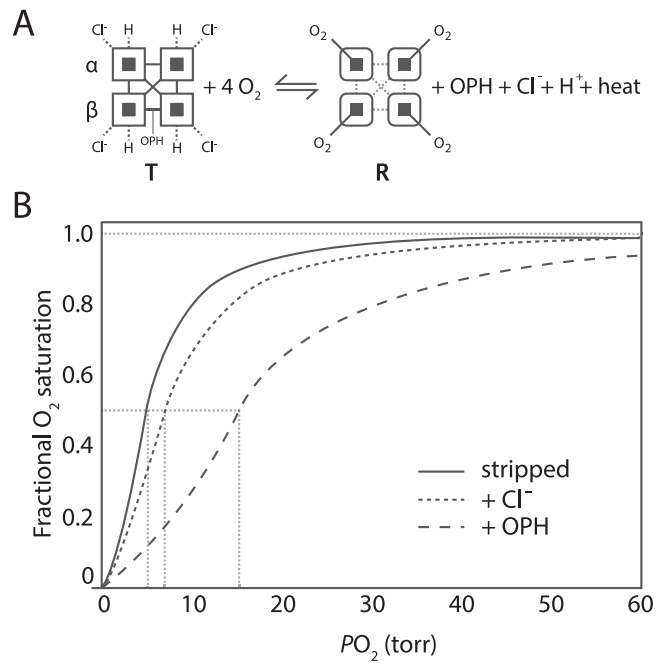 A
Cl⁻ H H Cl⁻
α
β
+ 4 O₂
Cl⁻ H OPH H Cl⁻
T
O₂ O₂
O₂ O₂
R
+ OPH + Cl⁻+ H⁺+ heat
B
Fractional O₂ saturation
1.0
0.8
0.6
0.4
0.2
0
stripped
+ Cl⁻
+ OPH
0 10 20 30 40 50 60
PO₂ (torr)